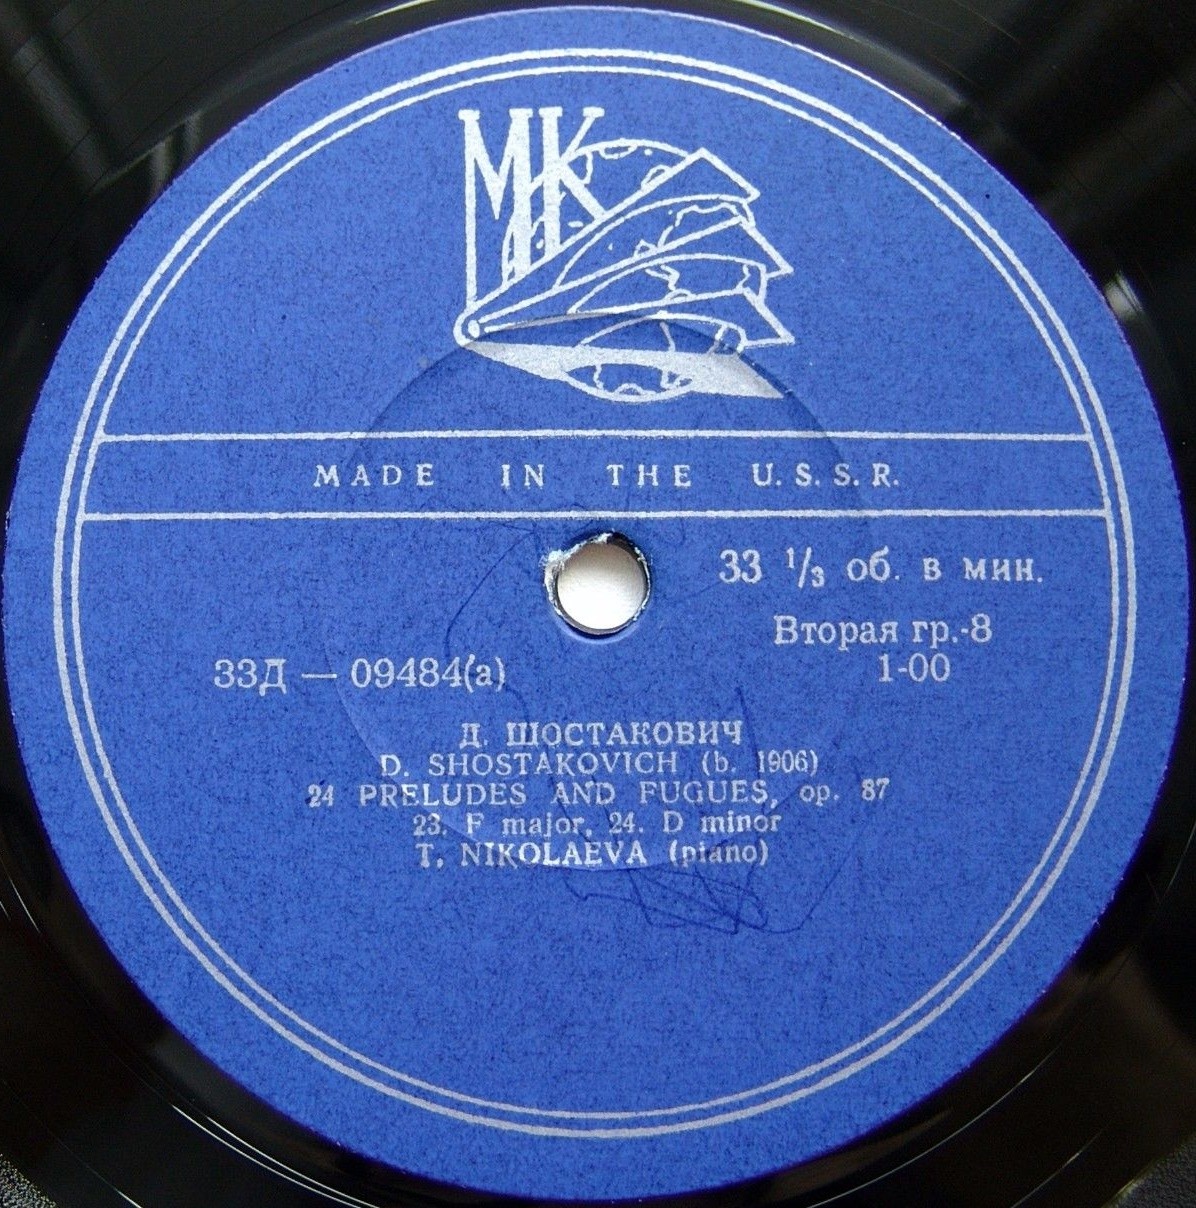 МК
MADE IN THE U.S.S.R.
33 1/3 об. в мин.
Вторая гр.-8
33Д — 09484(а)
1-00
Д. ШОСТАКОВИЧ
D. SHOSTAKOVICH (b. 1906)
24 PRELUDES AND FUGUES, op. 87
23. F major, 24. D minor
T. NIKOLAEVA (piano)